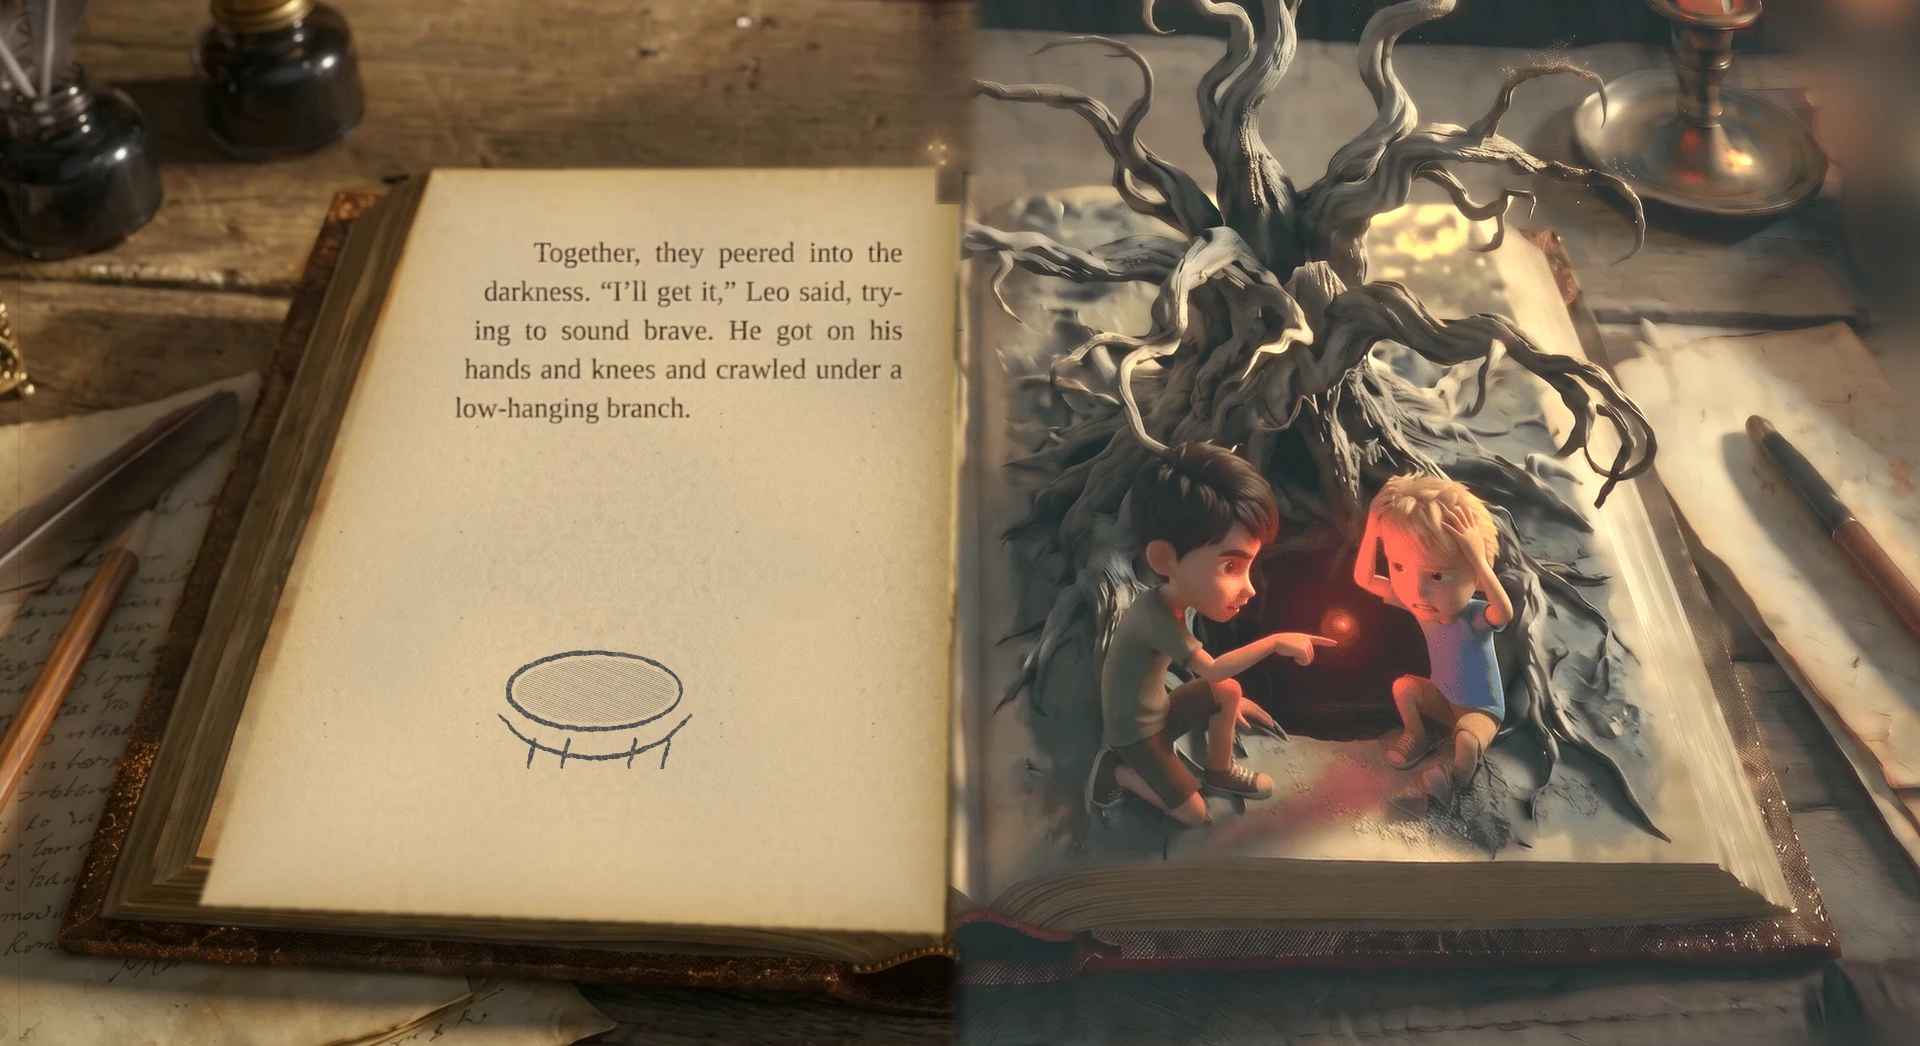 Together, they peered into the
darkness. “I’ll get it,” Leo said, try-
ing to sound brave. He got on his
hands and knees and crawled under a
low-hanging branch.